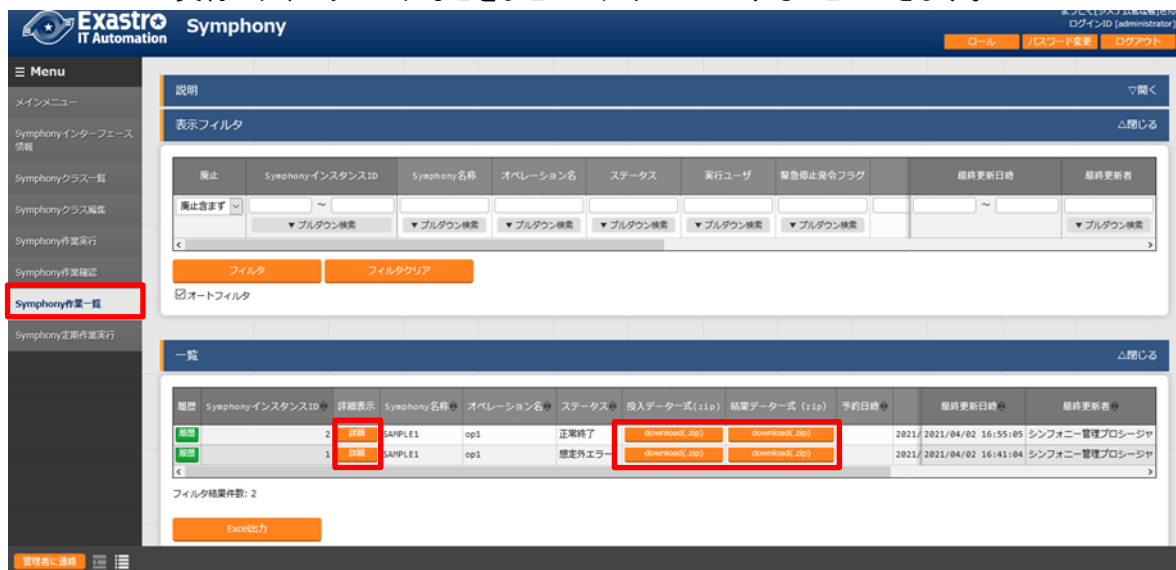 Exastro
IT Automation
Symphony
ログインID [administrator]
ロール
パスワード変更
ログアウト
Menu
メインメニュー
Symphonyインターフェース
情報
Symphonyクラス一覧
Symphonyクラス編集
Symphony作業実行
Symphony作業確認
Symphony作業一覧
Symphony定期作業実行
説明
▽開く
表示フィルタ
△閉じる
廃止 SymphonyインスタンスID Symphony名称 オペレーション名 ステータス 実行ユーザ 緊急停止発令フラグ 最終更新日時 最終更新者
廃止含まず ~ ~
▼プルダウン検索 ▼プルダウン検索 ▼プルダウン検索 ▼プルダウン検索 ▼プルダウン検索 ▼プルダウン検索 ▼プルダウン検索
フィルタ フィルタクリア
オートフィルタ
一覧
△閉じる
履歴 SymphonyインスタンスID 詳細表示 Symphony名称 オペレーション名 ステータス 投入データ一式(zip) 結果データ一式 (zip) 予約日時 最終更新日時 最終更新者
履歴 2 詳細 SAMPLE1 op1 正常終了 download(.zip) download(.zip) 2021/ 2021/04/02 16:55:05 シンフォニー管理プロシージャ
履歴 1 詳細 SAMPLE1 op1 想定外エラー download(.zip) download(.zip) 2021/ 2021/04/02 16:41:04 シンフォニー管理プロシージャ
フィルタ結果件数: 2
Excel出力
管理者に連絡